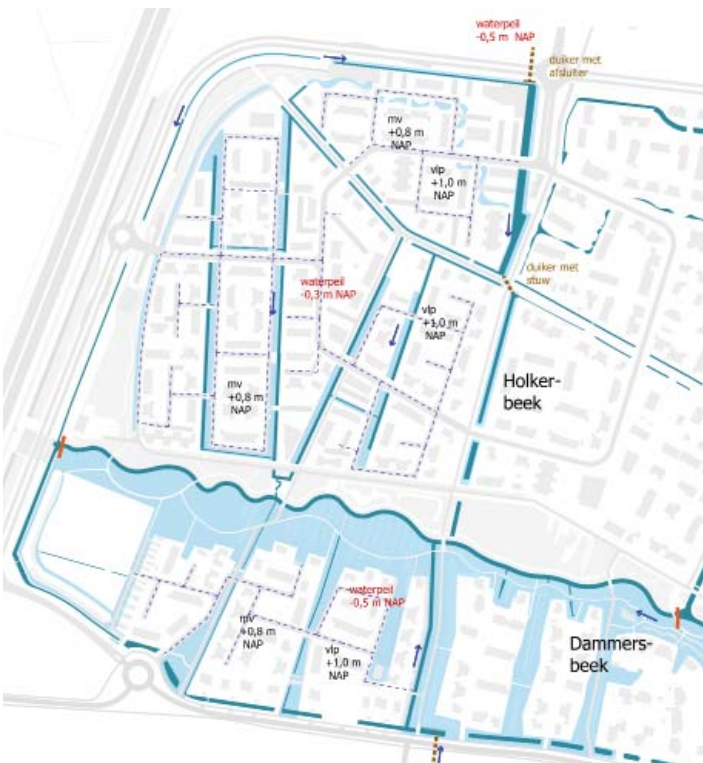 waterpeil
-0,5 m NAP
duiker met
afsluiter
mv
+0,8 m
NAP
vlp
+1,0 m
NAP
duiker met
stuw
waterpeil
-0,3 m NAP
vlp
+1,0 m
NAP
mv
+0,8 m
NAP
Holker-
beek
waterpeil
-0,5 m NAP
mv
+0,8 m
NAP
vlp
+1,0 m
NAP
Dammers-
beek